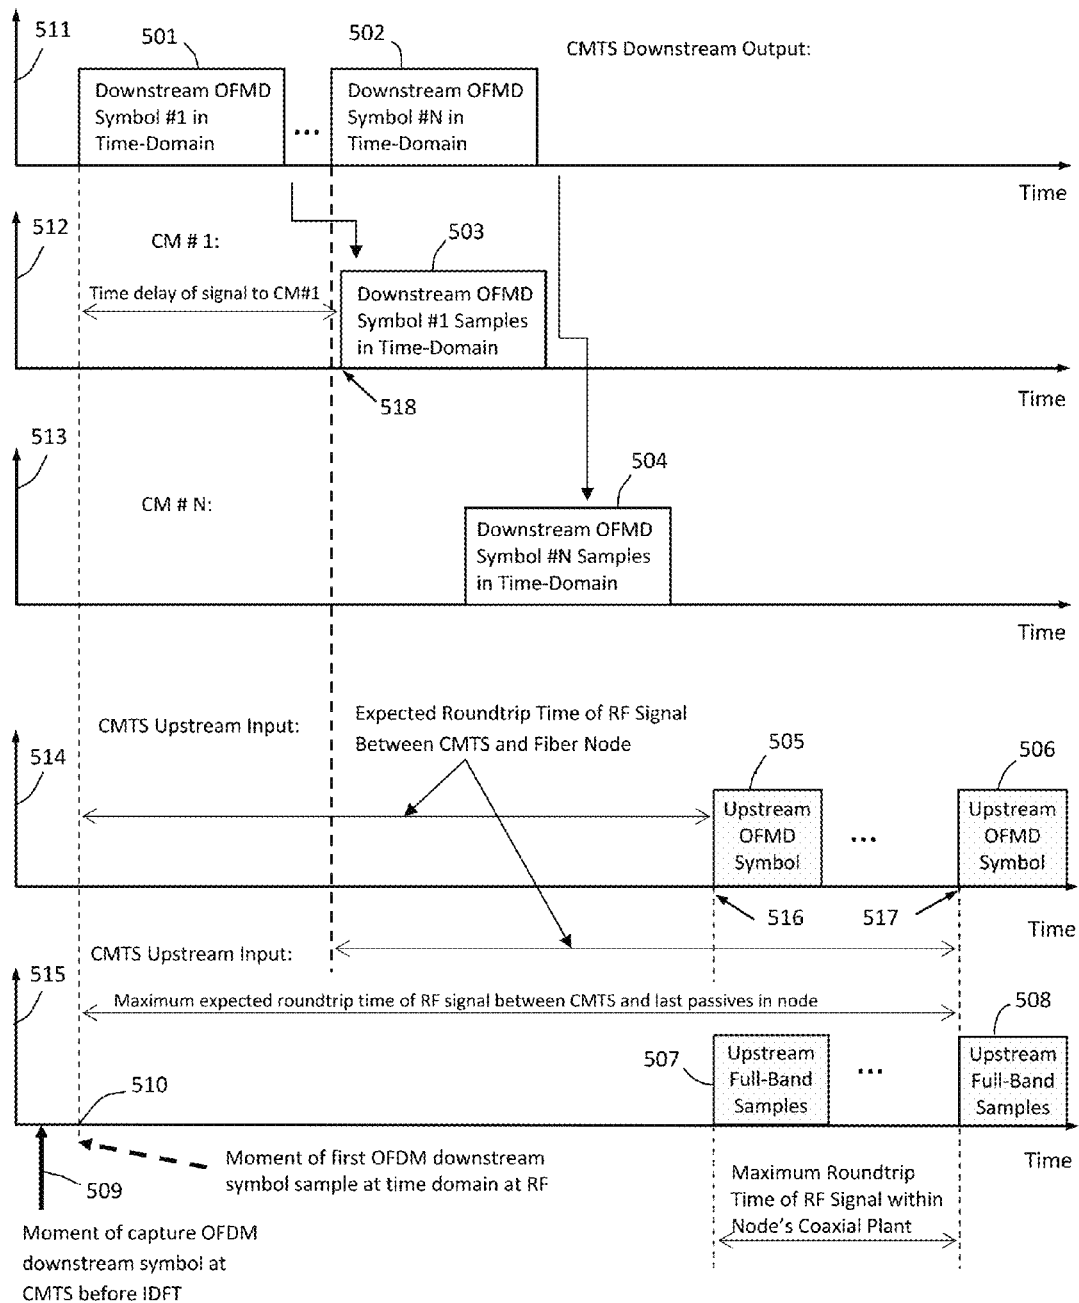 511
501
502
CMTS Downstream Output:
Downstream OFMD
Symbol #1 in
Time-Domain
...
Downstream OFMD
Symbol #N in
Time-Domain
Time
512
CM # 1:
503
Time delay of signal to CM#1
Downstream OFMD
Symbol #1 Samples
in Time-Domain
518
Time
513
CM # N:
504
Downstream OFMD
Symbol #N Samples
in Time-Domain
Time
CMTS Upstream Input:
Expected Roundtrip Time of RF Signal
Between CMTS and Fiber Node
514
505
506
Upstream
OFMD
Symbol
...
Upstream
OFMD
Symbol
516
517
Time
CMTS Upstream Input:
515
Maximum expected roundtrip time of RF signal between CMTS and last passives in node
508
507
Upstream
Full-Band
Samples
...
Upstream
Full-Band
Samples
510
Time
509
Moment of first OFDM downstream
symbol sample at time domain at RF
Maximum Roundtrip
Time of RF Signal within
Node's Coaxial Plant
Moment of capture OFDM
downstream symbol at
CMTS before IDFT